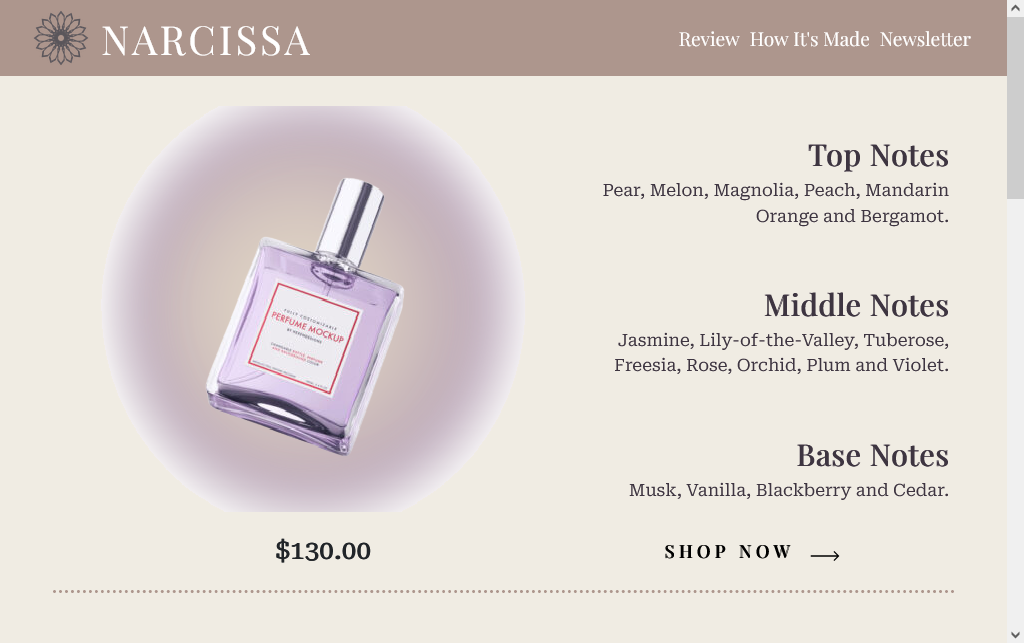 NARCISSA
Review How It's Made Newsletter
Top Notes
Pear, Melon, Magnolia, Peach, Mandarin
Orange and Bergamot.
Middle Notes
Jasmine, Lily-of-the-Valley, Tuberose,
Freesia, Rose, Orchid, Plum and Violet.
Base Notes
Musk, Vanilla, Blackberry and Cedar.
FULLY CUSTOMISABLE
PERFUME MOCKUP
$130.00
SHOP NOW